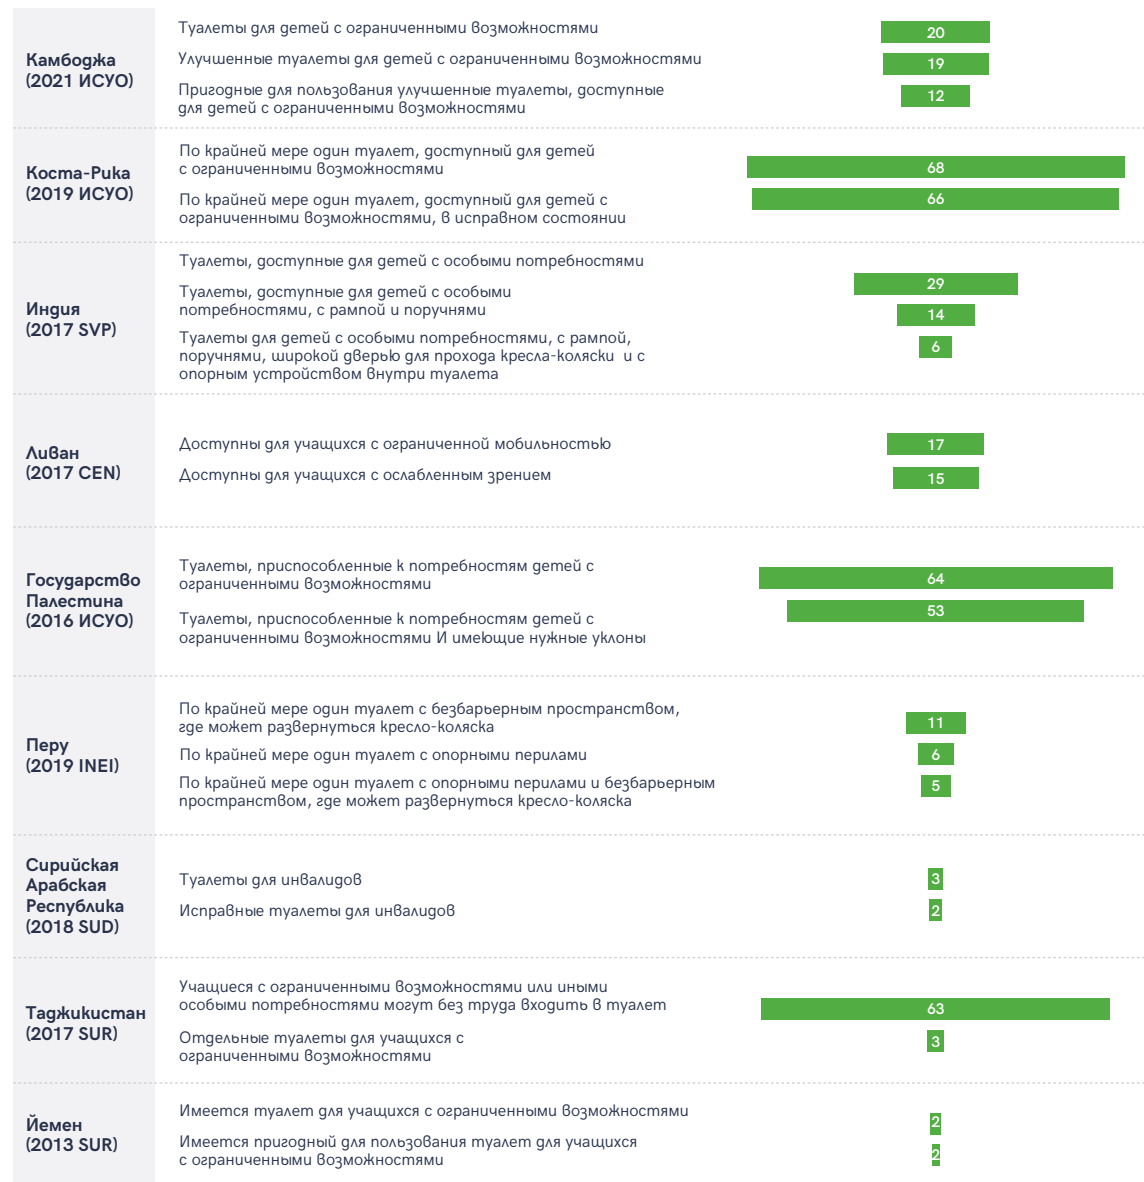 Камбоджа
(2021 ИСУО)
Туалеты для детей с ограниченными возможностями
20
Улучшенные туалеты для детей с ограниченными возможностями
19
Пригодные для пользования улучшенные туалеты, доступные
для детей с ограниченными возможностями
12
Коста-Рика
(2019 ИСУО)
По крайней мере один туалет, доступный для детей
с ограниченными возможностями
68
По крайней мере один туалет, доступный для детей с
ограниченными возможностями, в исправном состоянии
66
Индия
(2017 SVP)
Туалеты, доступные для детей с особыми потребностями
29
Туалеты, доступные для детей с особыми
потребностями, с рампой и поручнями
14
Туалеты для детей с особыми потребностями, с рампой,
поручнями, широкой дверью для прохода кресла-коляски и с
опорным устройством внутри туалета
6
Ливан
(2017 CEN)
Доступны для учащихся с ограниченной мобильностью
17
Доступны для учащихся с ослабленным зрением
15
Государство
Палестина
(2016 ИСУО)
Туалеты, приспособленные к потребностям детей с
ограниченными возможностями
64
Туалеты, приспособленные к потребностям детей с
ограниченными возможностями И имеющие нужные уклоны
53
Перу
(2019 INEI)
По крайней мере один туалет с безбарьерным пространством,
где может развернуться кресло-коляска
11
По крайней мере один туалет с опорными перилами
6
По крайней мере один туалет с опорными перилами и безбарьерным
пространством, где может развернуться кресло-коляска
5
Сирийская
Арабская
Республика
(2018 SUD)
Туалеты для инвалидов
3
Исправные туалеты для инвалидов
2
Таджикистан
(2017 SUR)
Учащиеся с ограниченными возможностями или иными
особыми потребностями могут без труда входить в туалет
63
Отдельные туалеты для учащихся с
ограниченными возможностями
3
Йемен
(2013 SUR)
Имеется туалет для учащихся с ограниченными возможностями
2
Имеется пригодный для пользования туалет для учащихся
с ограниченными возможностями
2